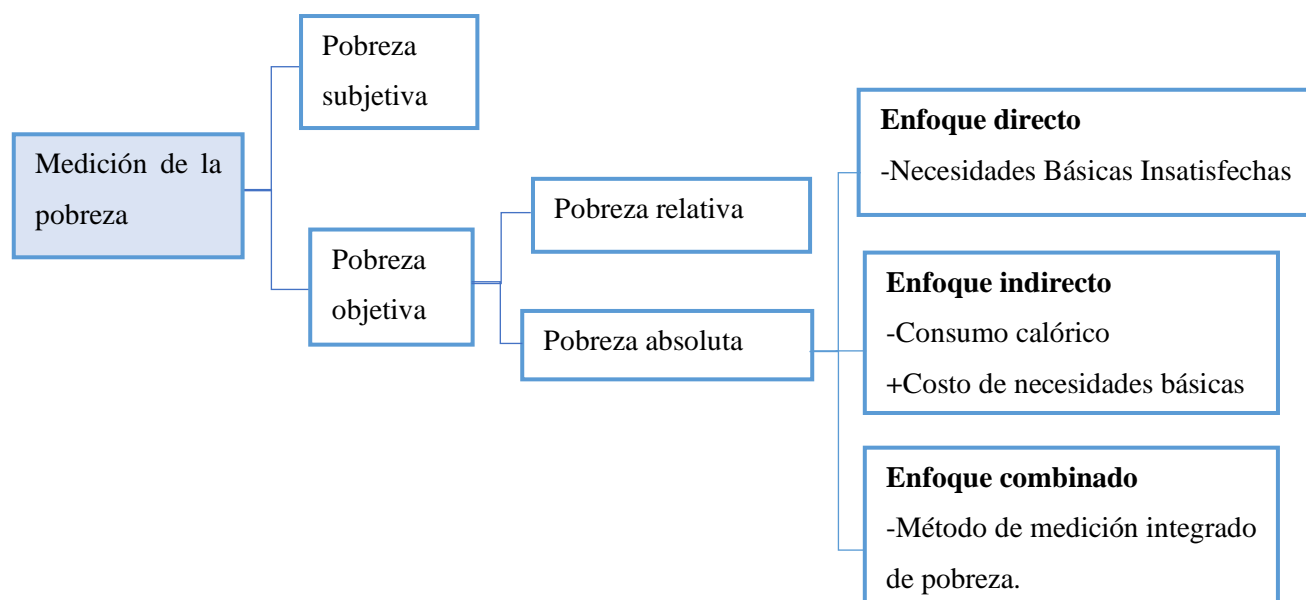 Medición de la
pobreza
Pobreza
subjetiva
Pobreza
objetiva
Pobreza relativa
Pobreza absoluta
Enfoque directo
-Necesidades Básicas Insatisfechas
Enfoque indirecto
-Consumo calórico
+Costo de necesidades básicas
Enfoque combinado
-Método de medición integrado
de pobreza.